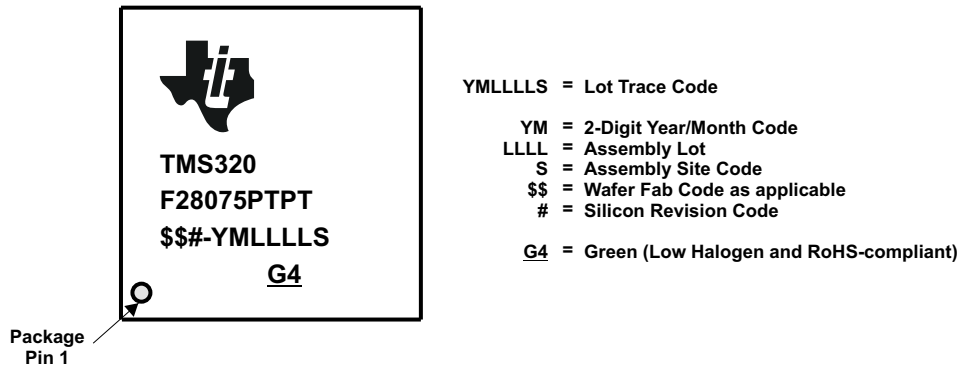 TMS320
F28075PTPT
$$#-YMLLLLS
G4
Package
Pin 1
YMLLLLS = Lot Trace Code
YM = 2-Digit Year/Month Code
LLLL = Assembly Lot
S = Assembly Site Code
$$ = Wafer Fab Code as applicable
# = Silicon Revision Code
G4 = Green (Low Halogen and RoHS-compliant)